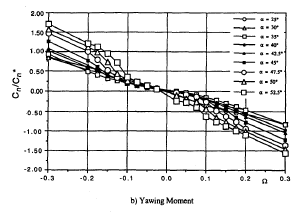 2.00
1.50
1.00
0.50
0.00
-0.50
-1.00
-1.50
-2.00
Cn/Cn*
-0.3
-0.2
-0.1
0.0
0.1
0.2
0.3
Ω
α = 25°
α = 30°
α = 35°
α = 40°
α = 42.5°
α = 45°
α = 47.5°
α = 50°
α = 52.5°
b) Yawing Moment